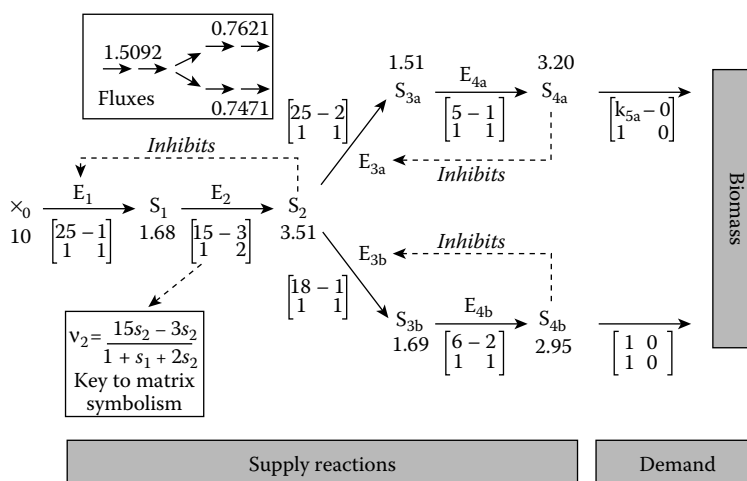 1.5092
0.7621
0.7471
Fluxes
1.51
S3a
E4a
[5 − 1
1 1]
3.20
S4a
[k5a − 0
1 0]
[25 − 2
1 1]
E3a
Inhibits
Inhibits
×0
10
E1
[25 − 1
1 1]
S1
1.68
E2
[15 − 3
1 2]
S2
3.51
Biomass
E3b
Inhibits
[18 − 1
1 1]
S3b
1.69
E4b
[6 − 2
1 1]
S4b
2.95
[1 0
1 0]
ν2 = 15s2 − 3s2
1 + s1 + 2s2
Key to matrix
symbolism
Supply reactions
Demand